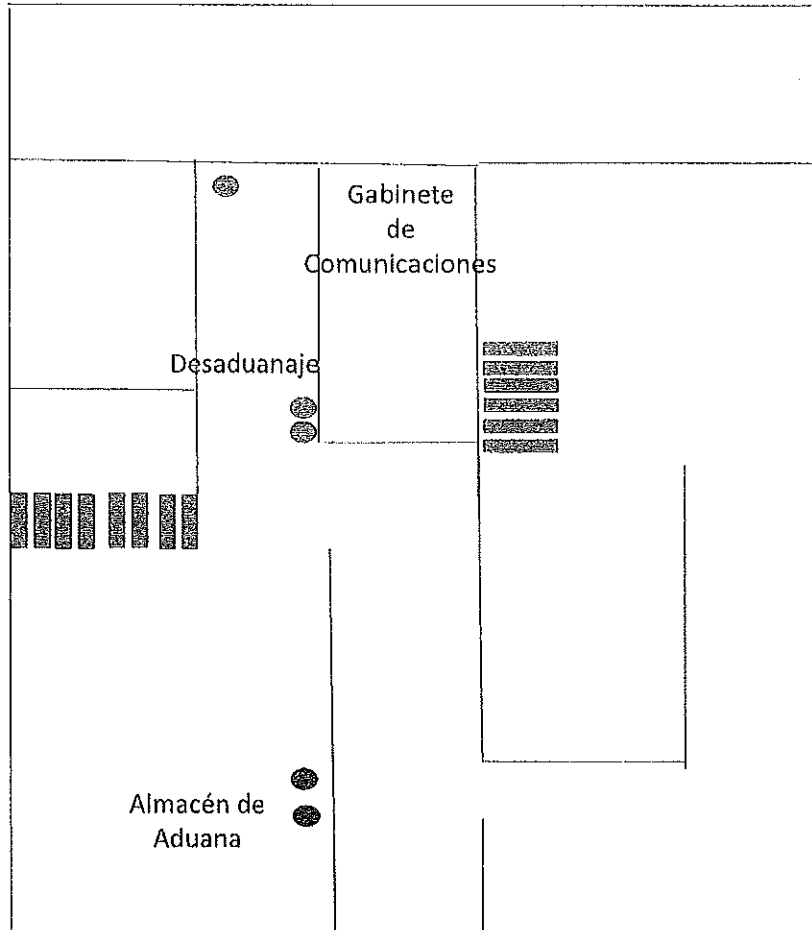 Gabinete
de
Comunicaciones
Desaduanaje
Almacén de
Aduana